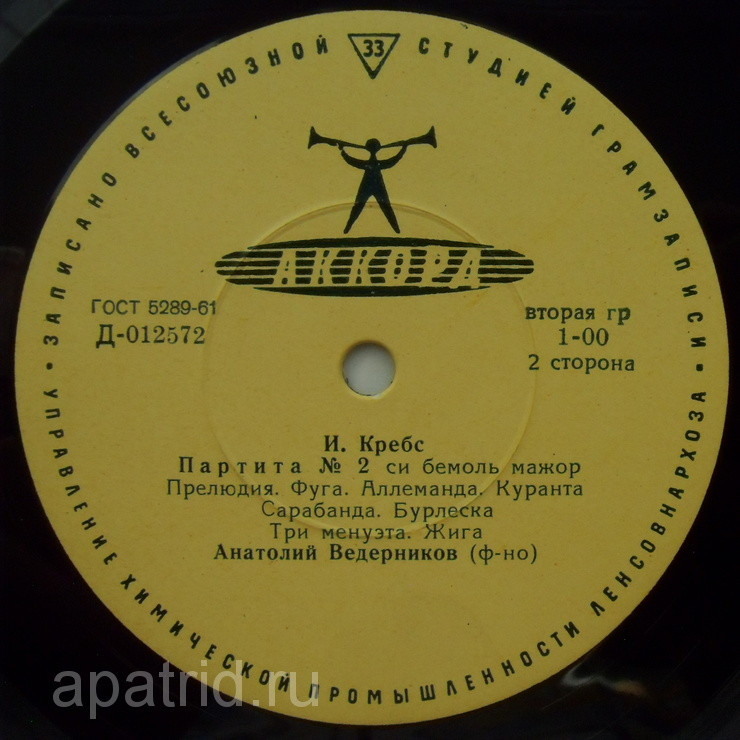 ЗАПИСАНО ВСЕСОЮЗНОЙ 33 СТУДИЕЙ ГРАМЗАПИСИ
АККОРД
ГОСТ 5289-61
Д-012572
вторая гр
1-00
2 сторона
И. Кребс
Партита № 2 си бемоль мажор
Прелюдия. Фуга. Аллеманда. Куранта
Сарабанда. Бурлеска
Три менуэта. Жига
Анатолий Ведерников (ф-но)
УПРАВЛЕНИЕ ХИМИЧЕСКОЙ ПРОМЫШЛЕННОСТИ ЛЕНСОВНАРХОЗА
apatrid.ru